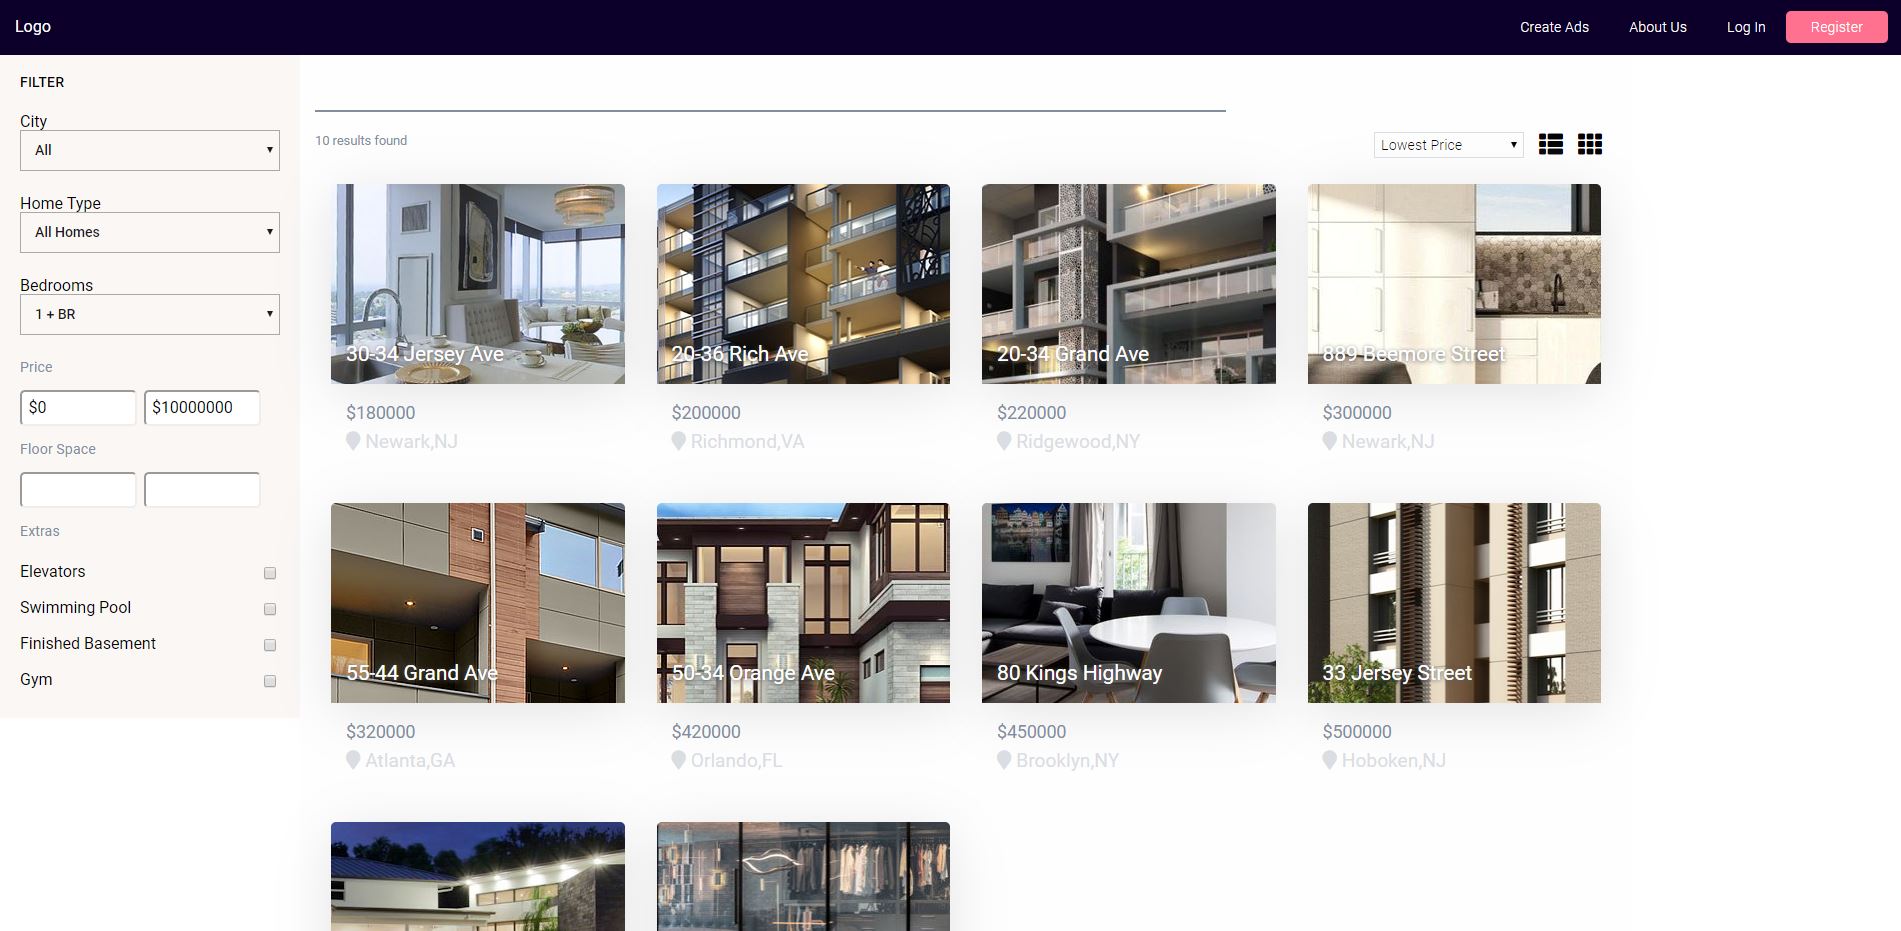 Logo
Create Ads
About Us
Log In
Register
FILTER
City
All
Home Type
All Homes
Bedrooms
1 + BR
Price
$0
$10000000
Floor Space
Extras
Elevators
Swimming Pool
Finished Basement
Gym
10 results found
Lowest Price
30-34 Jersey Ave
$180000
Newark,NJ
20-36 Rich Ave
$200000
Richmond,VA
20-34 Grand Ave
$220000
Ridgewood,NY
889 Beemore Street
$300000
Newark,NJ
55-44 Grand Ave
$320000
Atlanta,GA
50-34 Orange Ave
$420000
Orlando,FL
80 Kings Highway
$450000
Brooklyn,NY
33 Jersey Street
$500000
Hoboken,NJ